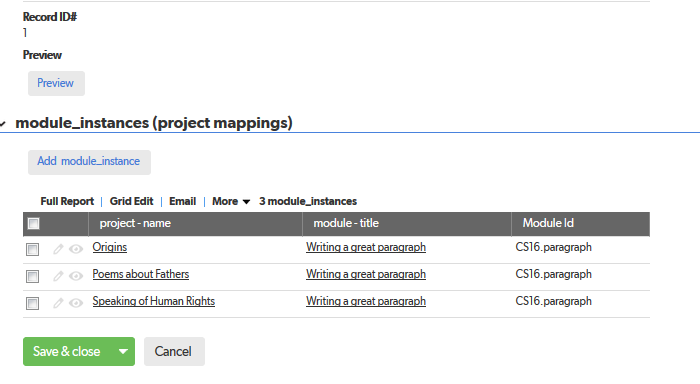 Record ID#
1
Preview
Preview
module_instances (project mappings)
Add module_instance
Full Report | Grid Edit | Email | More 3 module_instances
project - name module - title Module Id
Origins Writing a great paragraph CS16.paragraph
Poems about Fathers Writing a great paragraph CS16.paragraph
Speaking of Human Rights Writing a great paragraph CS16.paragraph
Save & close Cancel